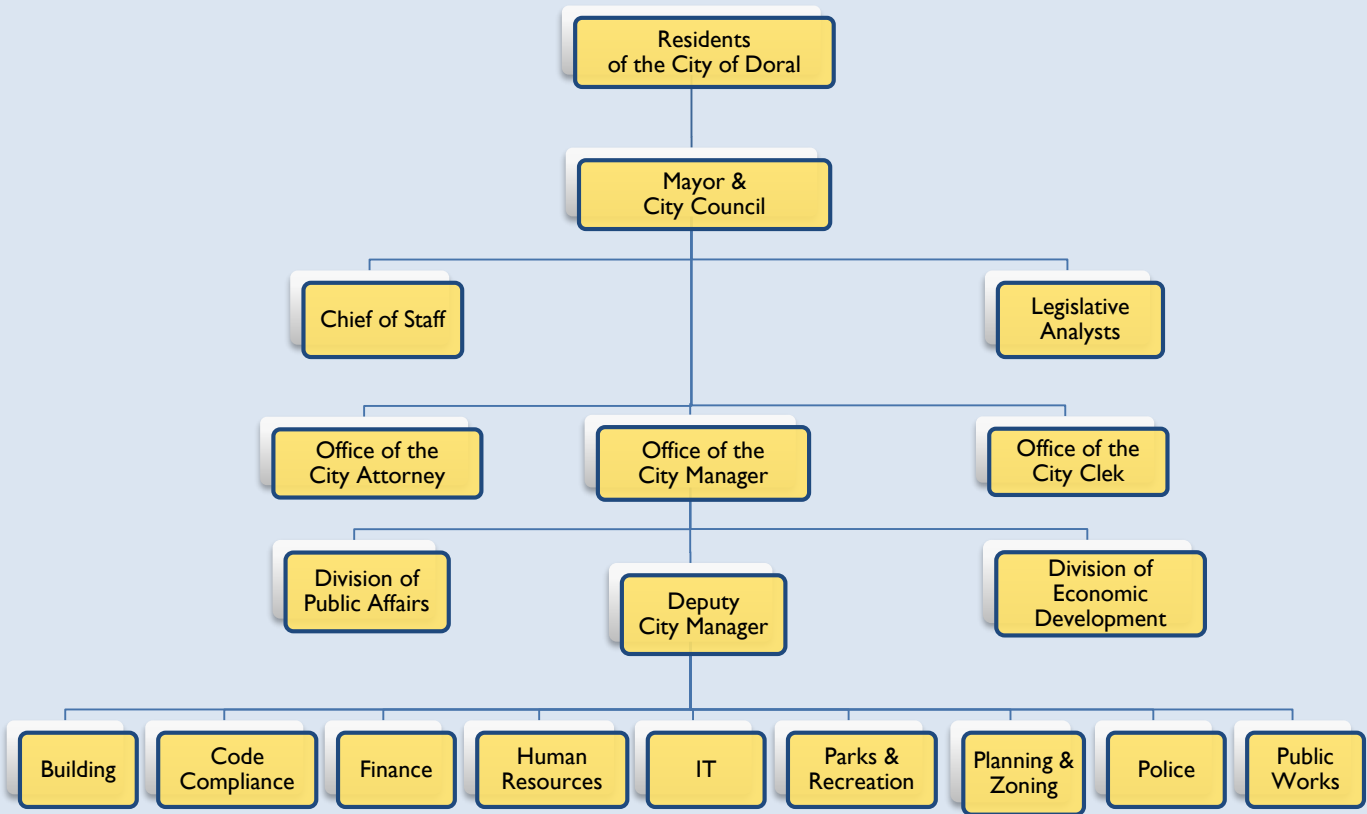 Residents
of the City of Doral
Mayor &
City Council
Chief of Staff
Legislative
Analysts
Office of the
City Attorney
Office of the
City Manager
Office of the
City Clek
Division of
Public Affairs
Deputy
City Manager
Division of
Economic
Development
Building
Code
Compliance
Finance
Human
Resources
IT
Parks &
Recreation
Planning &
Zoning
Police
Public
Works